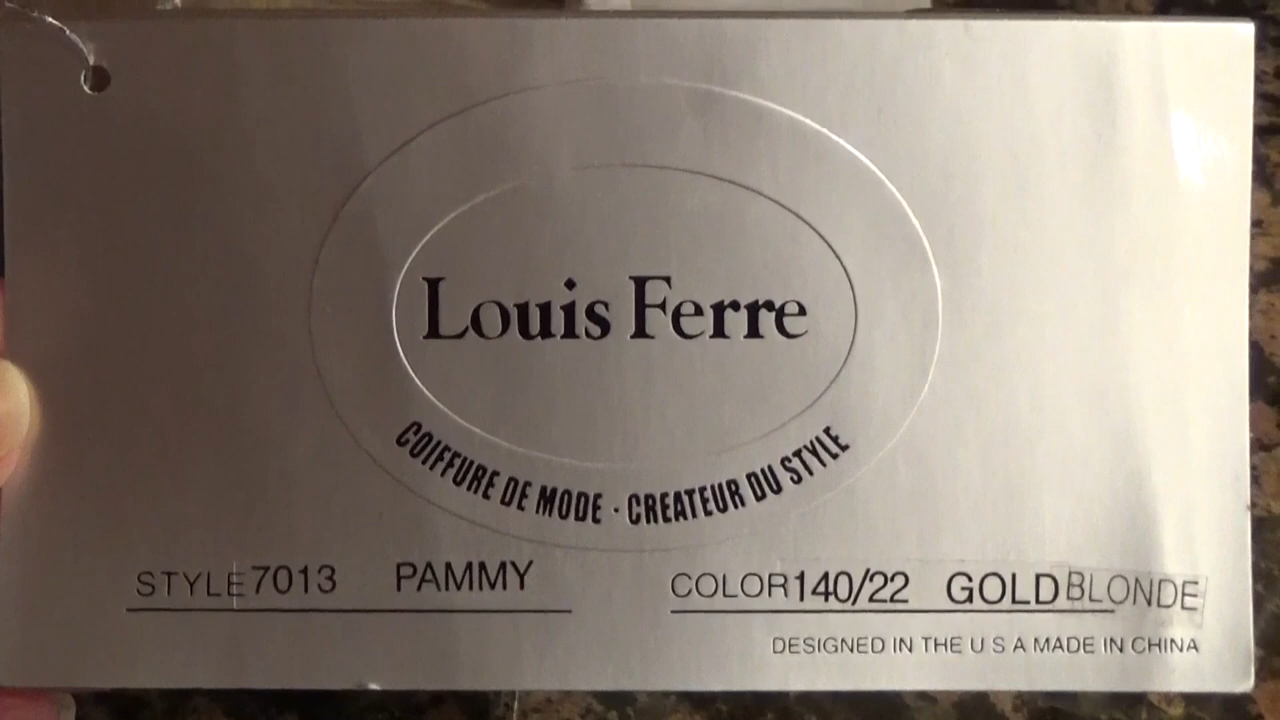 Louis Ferre
COIFFURE DE MODE · CREATEUR DU STYLE
STYLE 7013 PAMMY
COLOR 140/22 GOLD BLONDE
DESIGNED IN THE U S A MADE IN CHINA